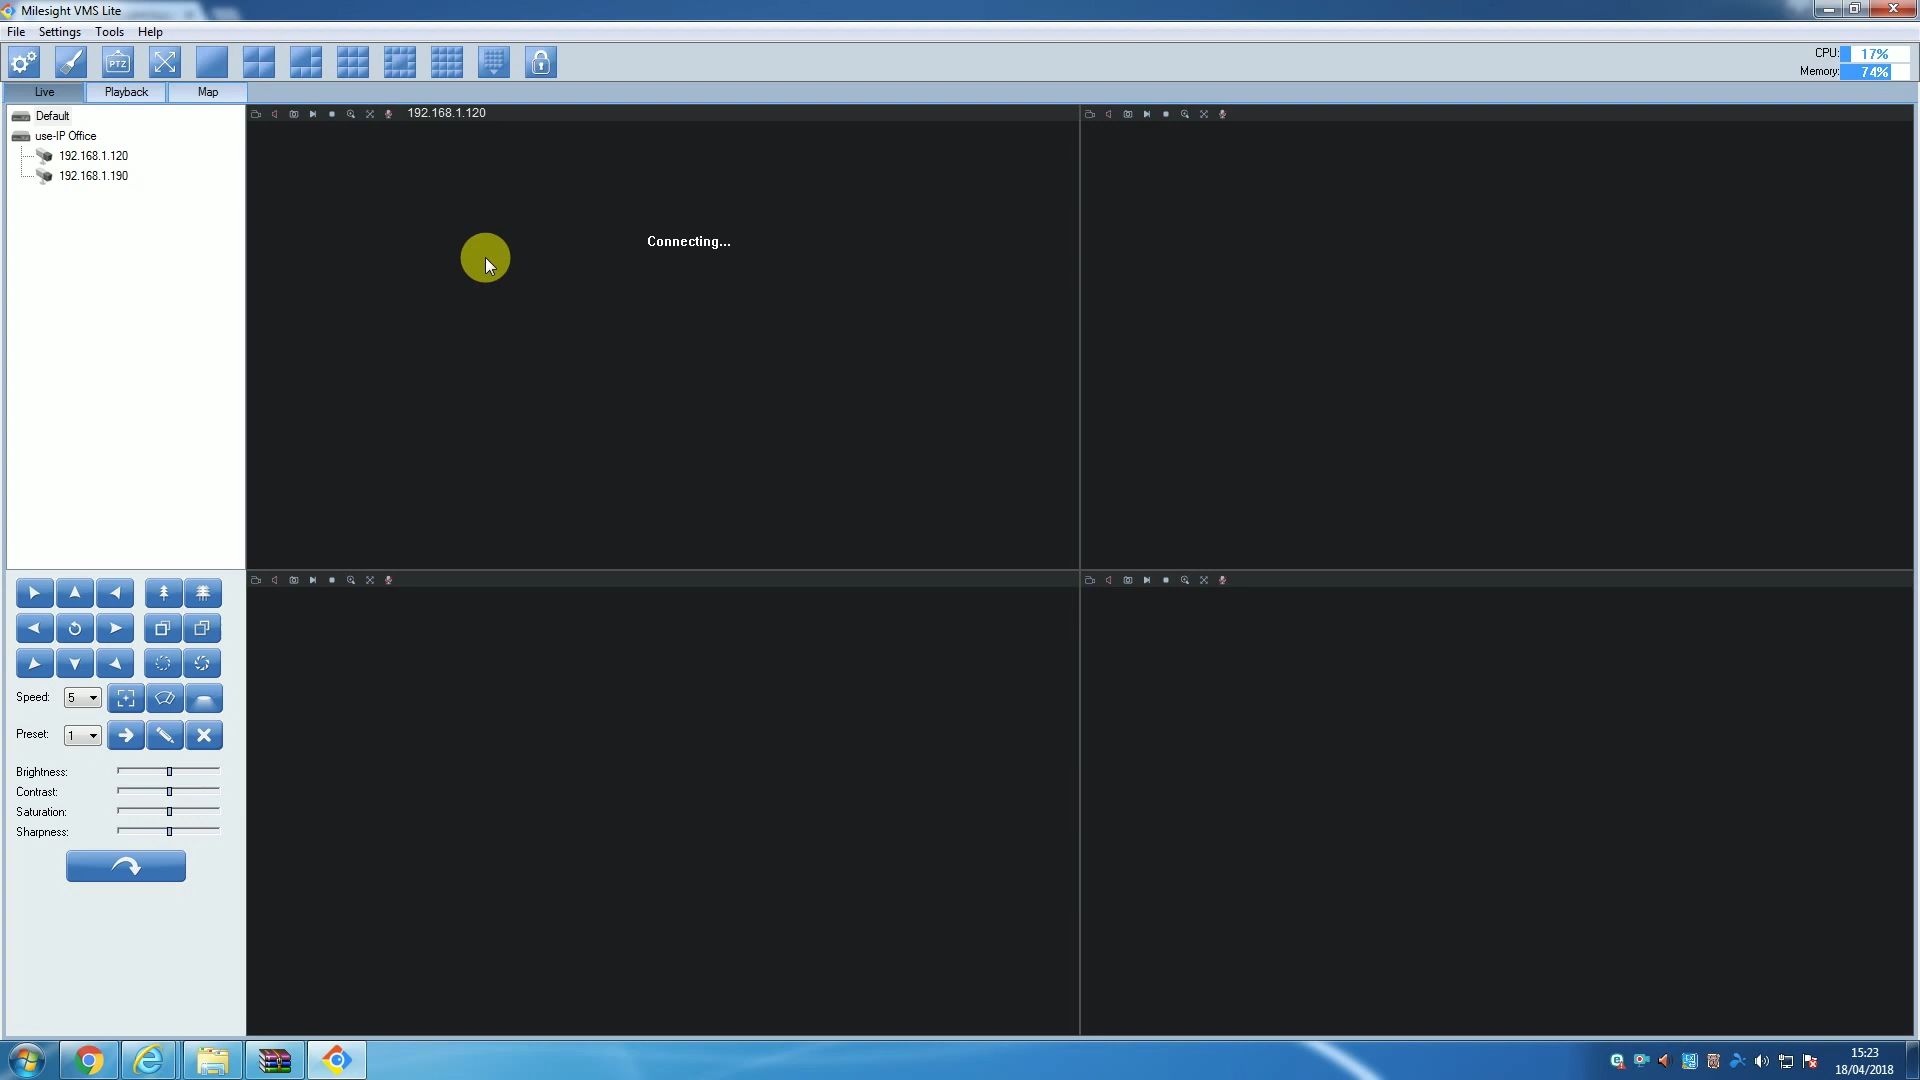 Milesight VMS Lite
File Settings Tools Help
PTZ
CPU: 17%
Memory: 74%
Live Playback Map
Default
use-IP Office
192.168.1.120
192.168.1.190
192.168.1.120
Connecting...
Speed: 5
Preset: 1
Brightness:
Contrast:
Saturation:
Sharpness:
15:23
18/04/2018